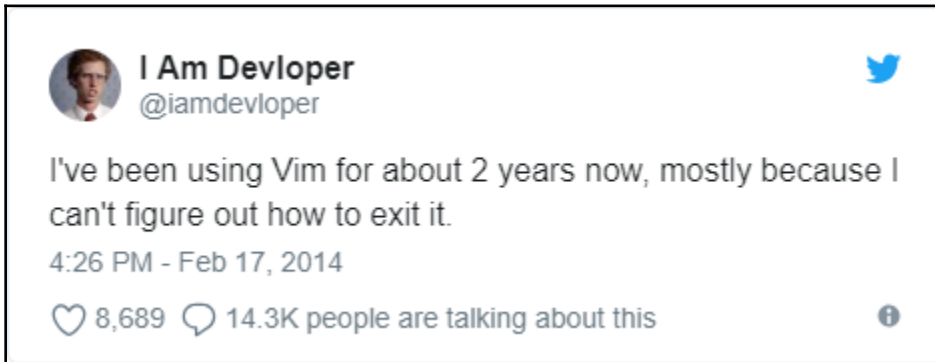 I Am Devloper
@iamdevloper
I've been using Vim for about 2 years now, mostly because I
can't figure out how to exit it.
4:26 PM - Feb 17, 2014
8,689 14.3K people are talking about this